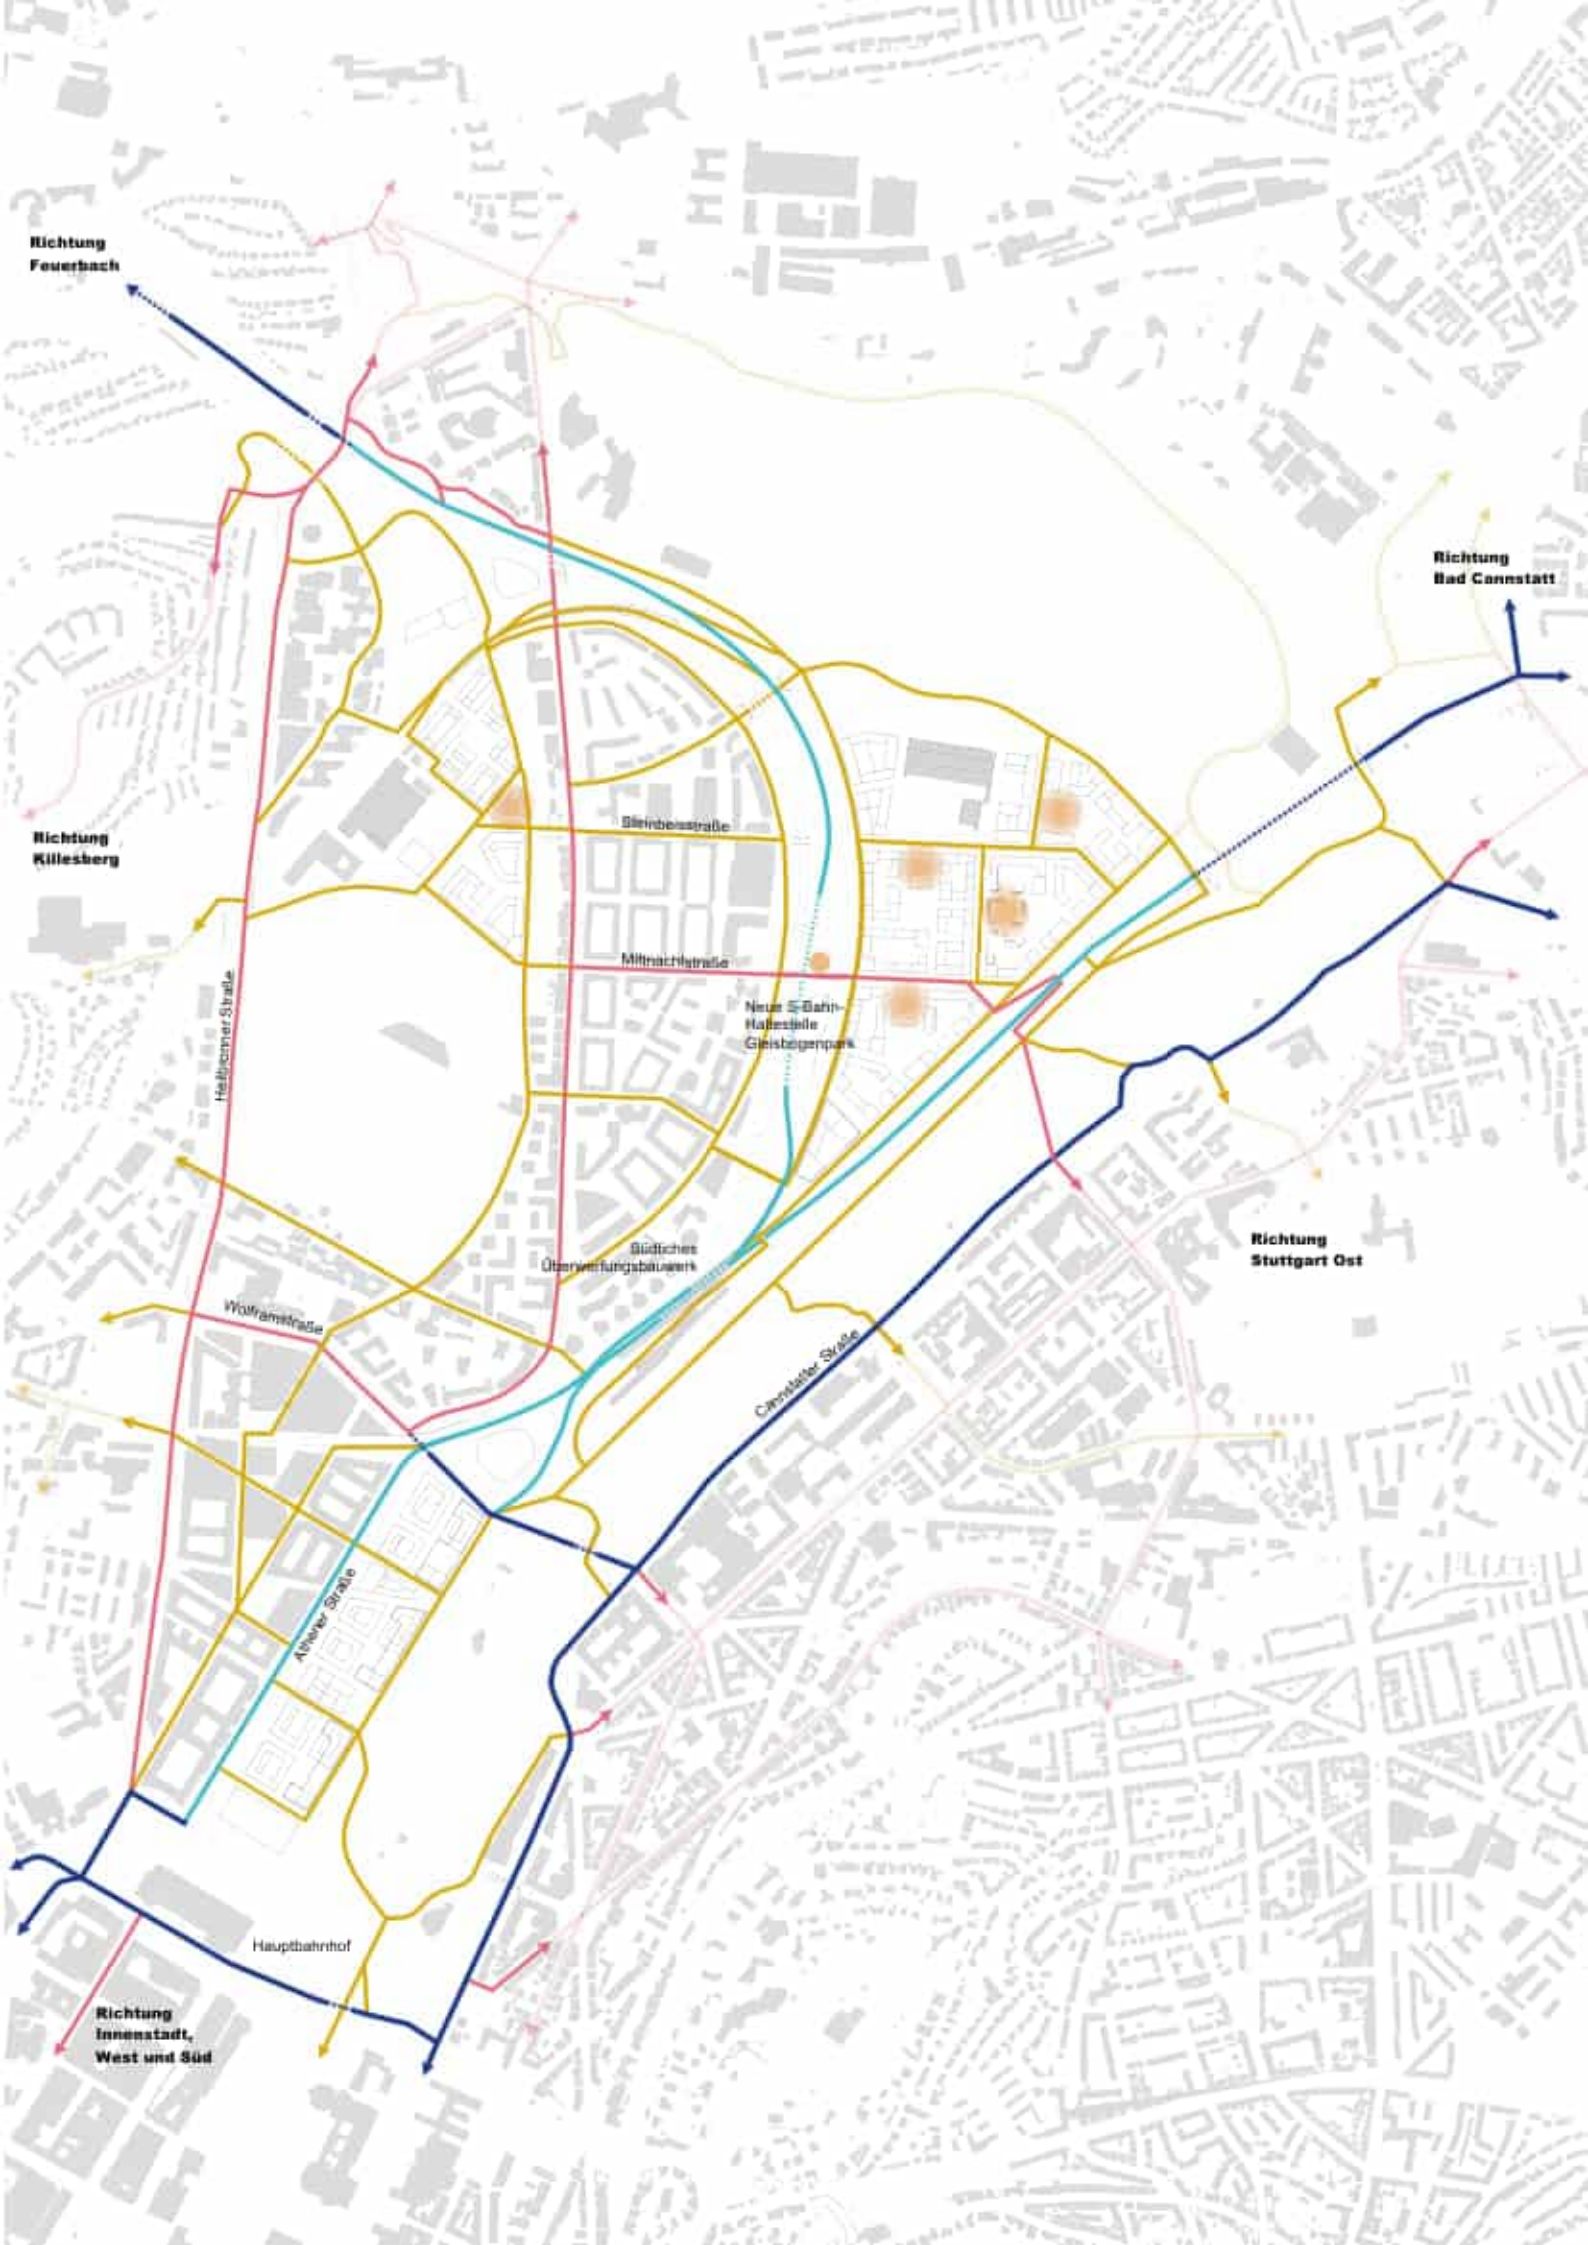 Richtung
Feuerbach
Richtung
Bad Cannstatt
Steinbeisstraße
Richtung
Killesberg
Mittnachtstraße
Heilbronner Straße
Neue S-Bahn-
Haltestelle
Gleisbogenpark
Richtung
Stuttgart Ost
Südliches
Überwerfungsbauwerk
Wolframstraße
Cannstatter Straße
Athener Straße
Hauptbahnhof
Richtung
Innenstadt,
West und Süd